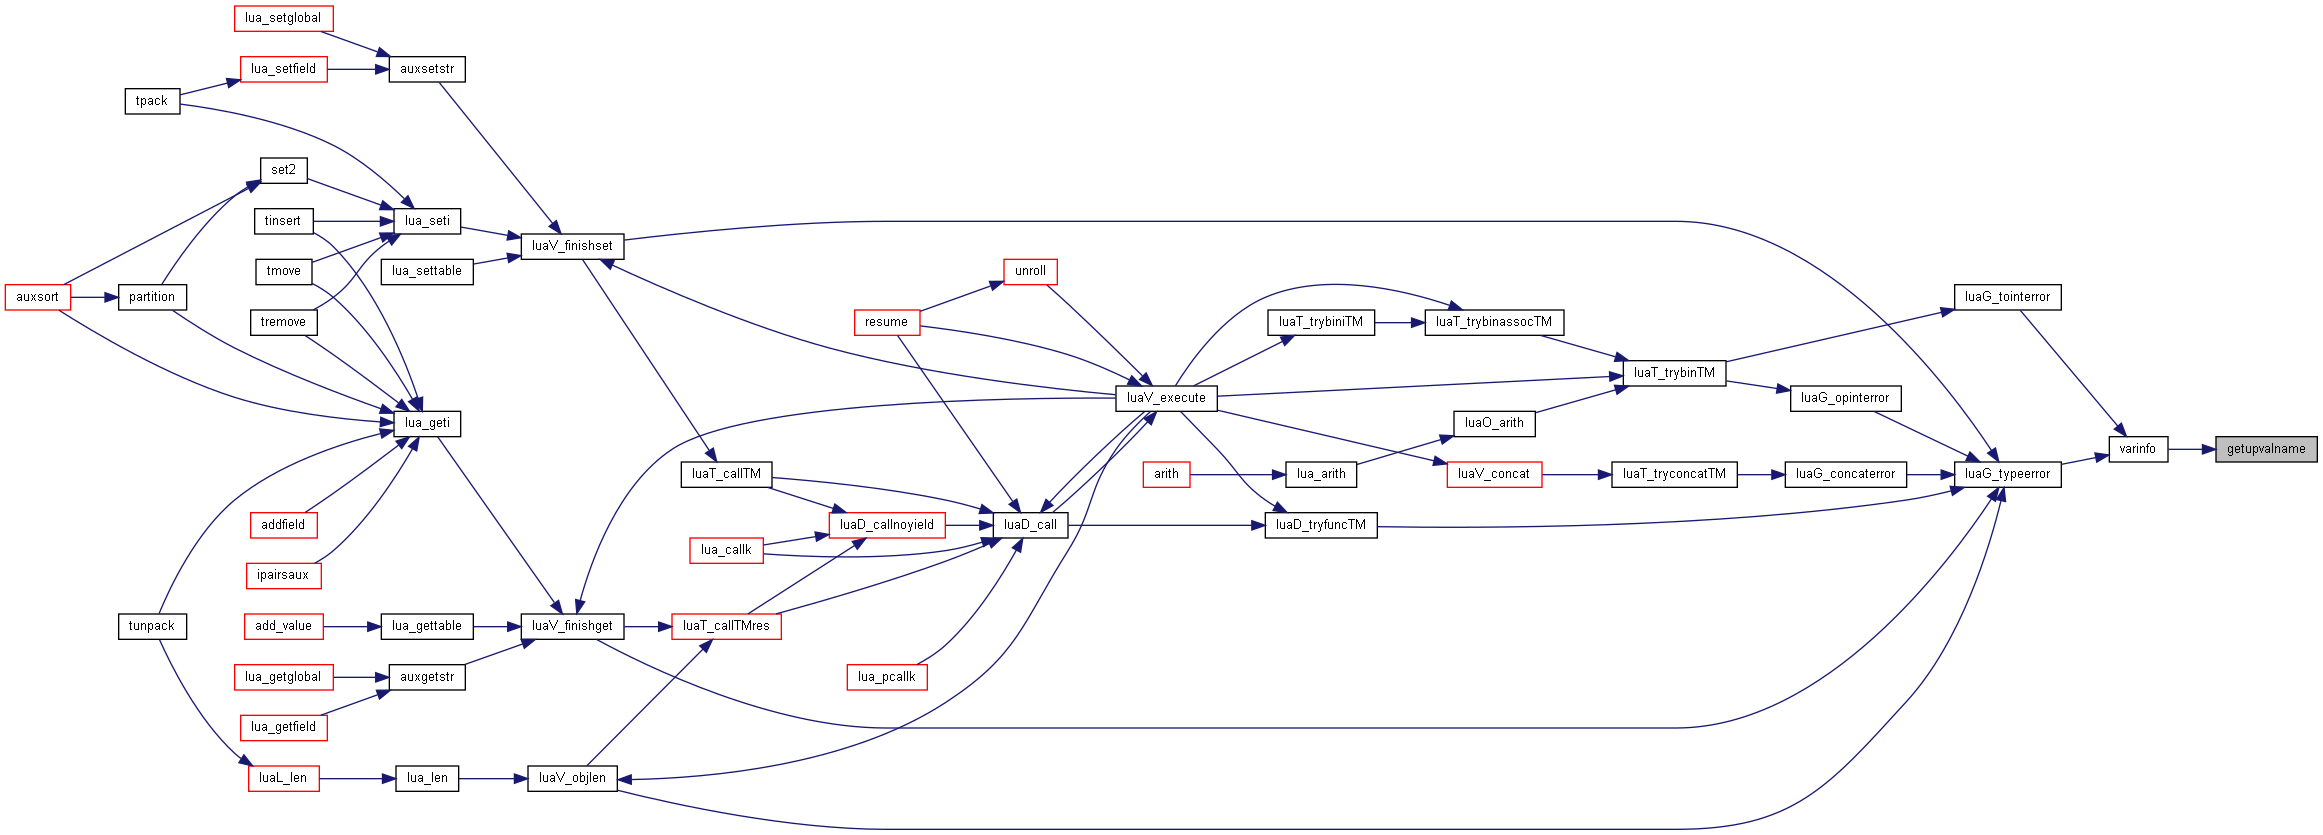 lua_setglobal
lua_setfield
auxsetstr
tpack
set2
tinsert
lua_seti
luaV_finishset
tmove
lua_settable
unroll
auxsort
partition
luaG_tointerror
tremove
resume
luaT_trybiniTM
luaT_trybinassocTM
luaT_trybinTM
luaV_execute
luaG_opinterror
lua_geti
luaO_arith
varinfo
getupvalname
luaT_callTM
arith
lua_arith
luaV_concat
luaT_tryconcatTM
luaG_concaterror
luaG_typeerror
addfield
luaD_callnoyield
luaD_call
luaD_tryfuncTM
lua_callk
ipairsaux
tunpack
add_value
lua_gettable
luaV_finishget
luaT_callTMres
lua_getglobal
auxgetstr
lua_pcallk
lua_getfield
luaL_len
lua_len
luaV_objlen